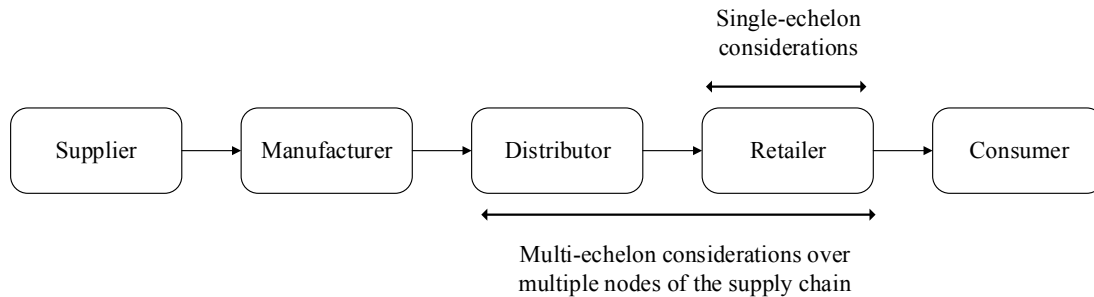 Single-echelon
considerations
Supplier
Manufacturer
Distributor
Retailer
Consumer
Multi-echelon considerations over
multiple nodes of the supply chain